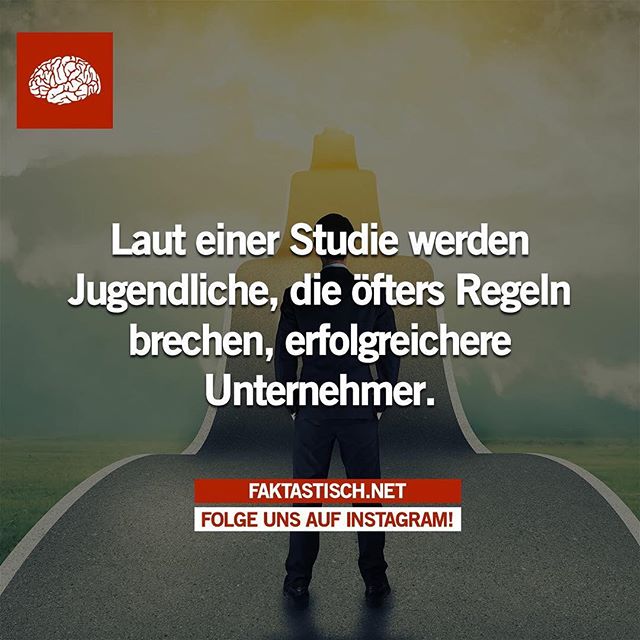 Laut einer Studie werden
Jugendliche, die öfters Regeln
brechen, erfolgreichere
Unternehmer.
FAKTASTISCH.NET
FOLGE UNS AUF INSTAGRAM!